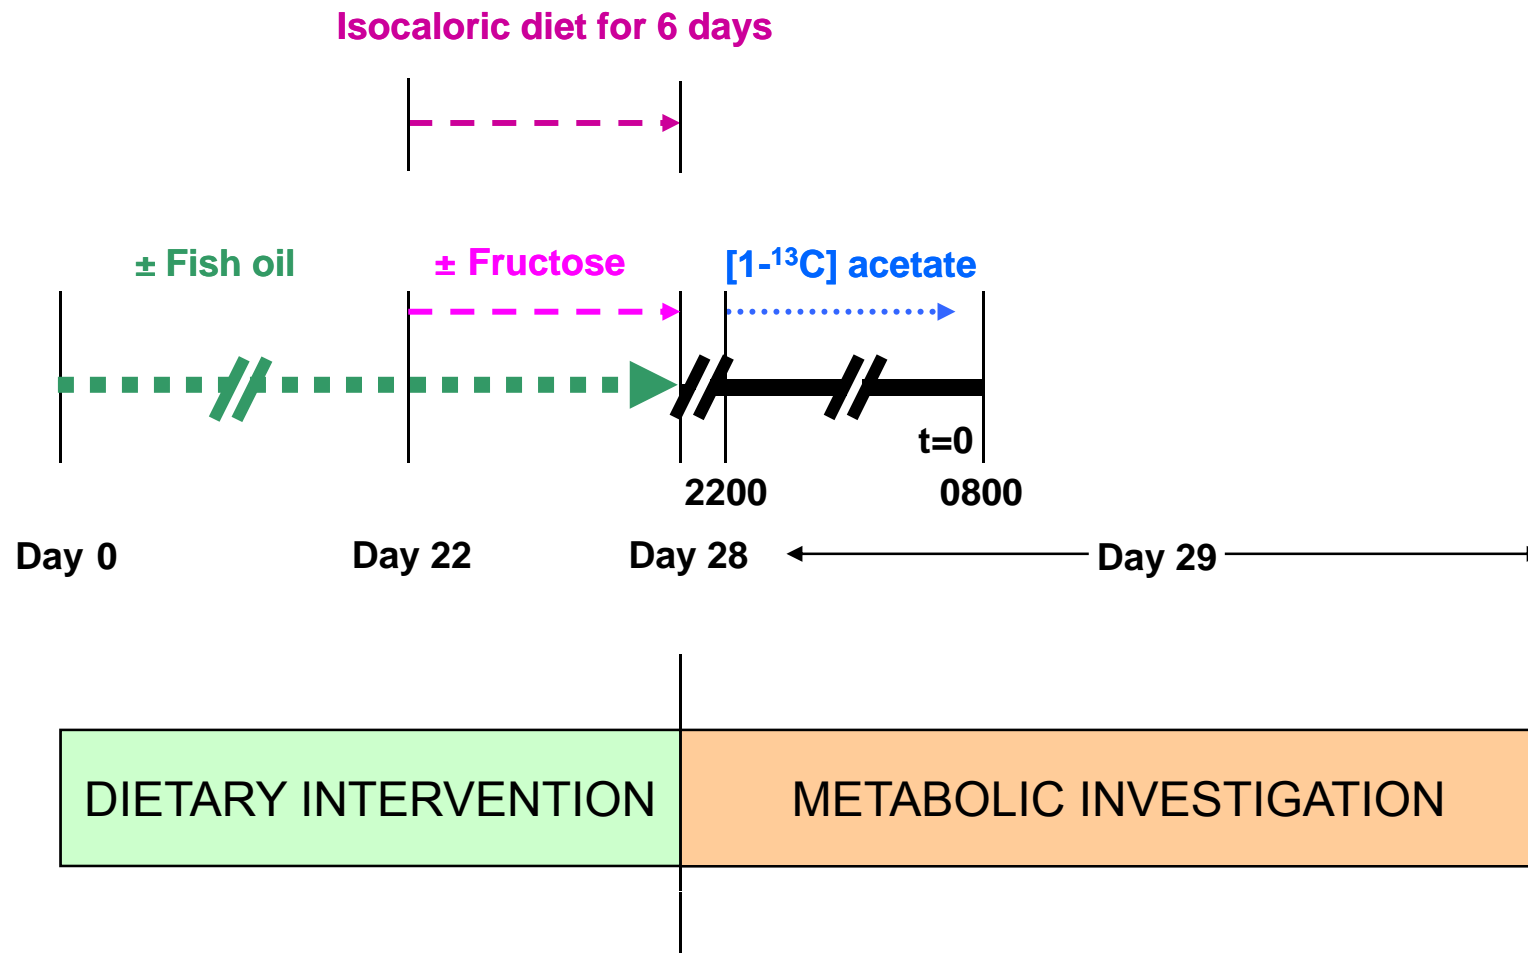 Isocaloric diet for 6 days
± Fish oil
± Fructose
[1-¹³C] acetate
t=0
2200
0800
Day 0
Day 22
Day 28
Day 29
DIETARY INTERVENTION
METABOLIC INVESTIGATION